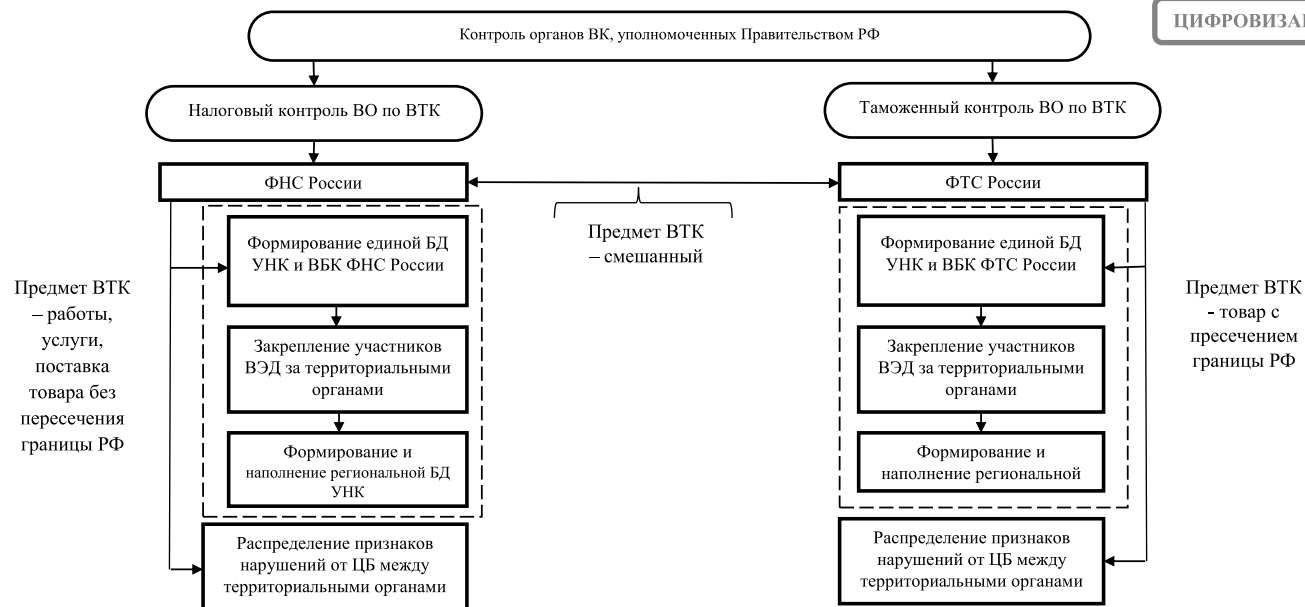 ЦИФРОВИЗА
Контроль органов ВК, уполномоченных Правительством РФ
Налоговый контроль ВО по ВТК
Таможенный контроль ВО по ВТК
ФНС России
ФТС России
Предмет ВТК
– смешанный
Формирование единой БД
УНК и ВБК ФНС России
Закрепление участников
ВЭД за территориальными
органами
Формирование и
наполнение региональной БД
УНК
Распределение признаков
нарушений от ЦБ между
территориальными органами
Предмет ВТК
– работы,
услуги,
поставка
товара без
пересечения
границы РФ
Формирование единой БД
УНК и ВБК ФТС России
Закрепление участников
ВЭД за территориальными
органами
Формирование и
наполнение региональной
Распределение признаков
нарушений от ЦБ между
территориальными органами
Предмет ВТК
- товар с
пресечением
границы РФ